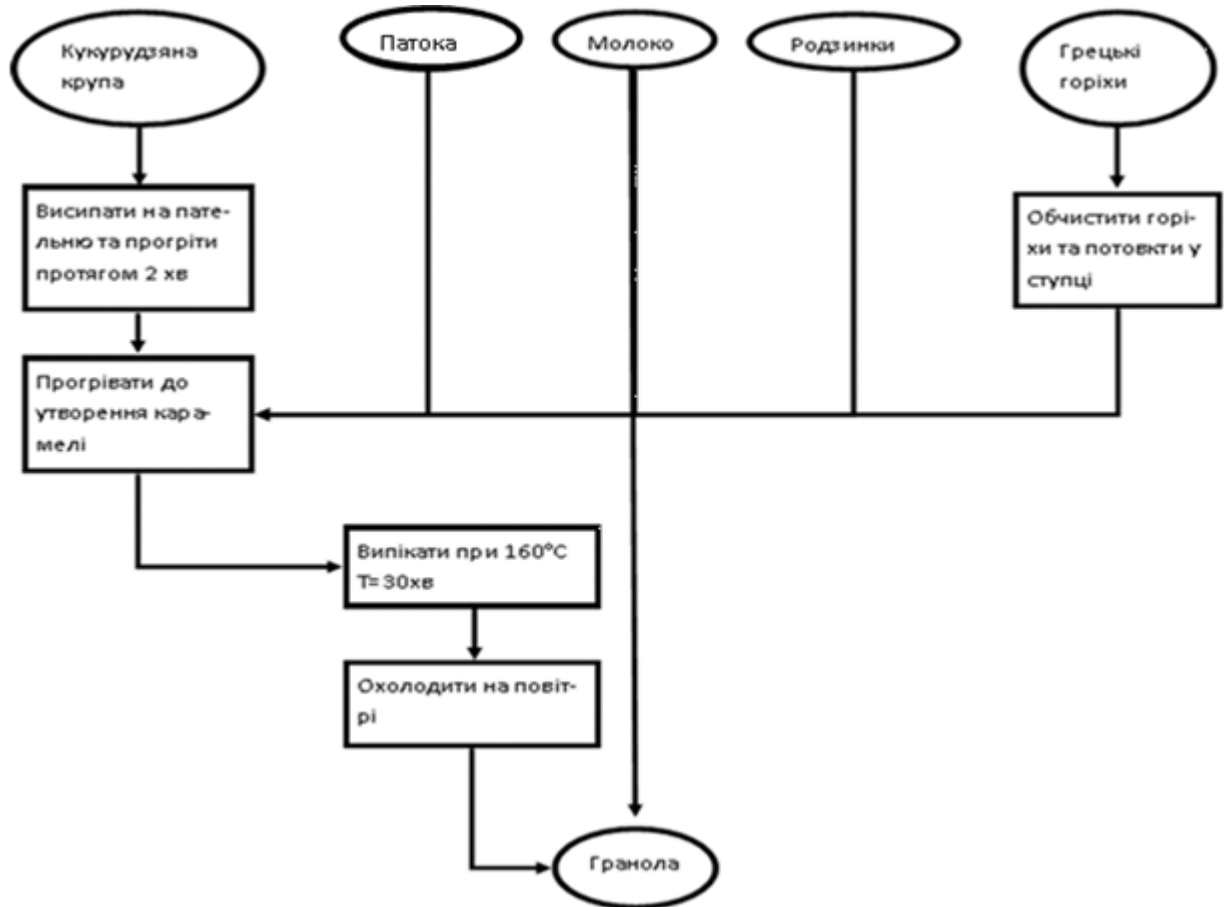 Кукурудзяна
крупа
Патока
Молоко
Родзинки
Грецькі
горіхи
Висипати на пате-
льню та прогріти
протягом 2 хв
Обчистити горі-
хи та потовкти у
ступці
Прогрівати до
утворення кара-
мелі
Випікати при 160°С
Т=30хв
Охолодити на повіт-
рі
Гранола